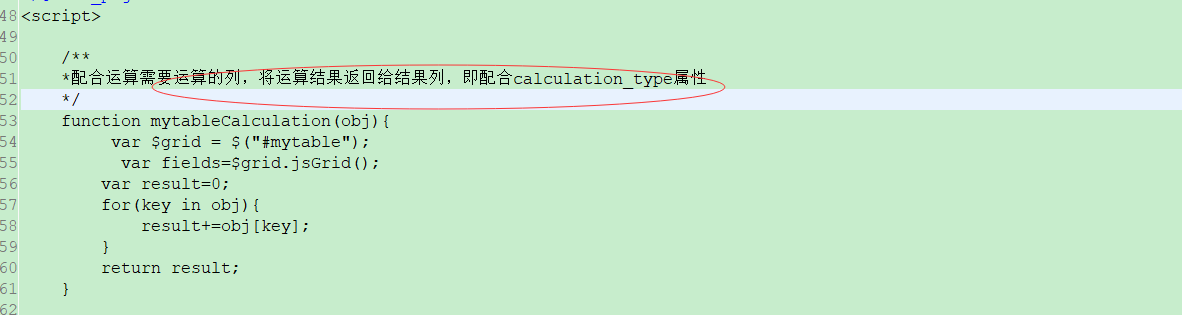 48 <script>
49
50 /**
51 *配合运算需要运算的列，将运算结果返回给结果列，即配合calculation_type属性
52 */
53 function mytableCalculation(obj){
54 var $grid = $("#mytable");
55 var fields=$grid.jsGrid();
56 var result=0;
57 for(key in obj){
58 result+=obj[key];
59 }
60 return result;
61 }
62